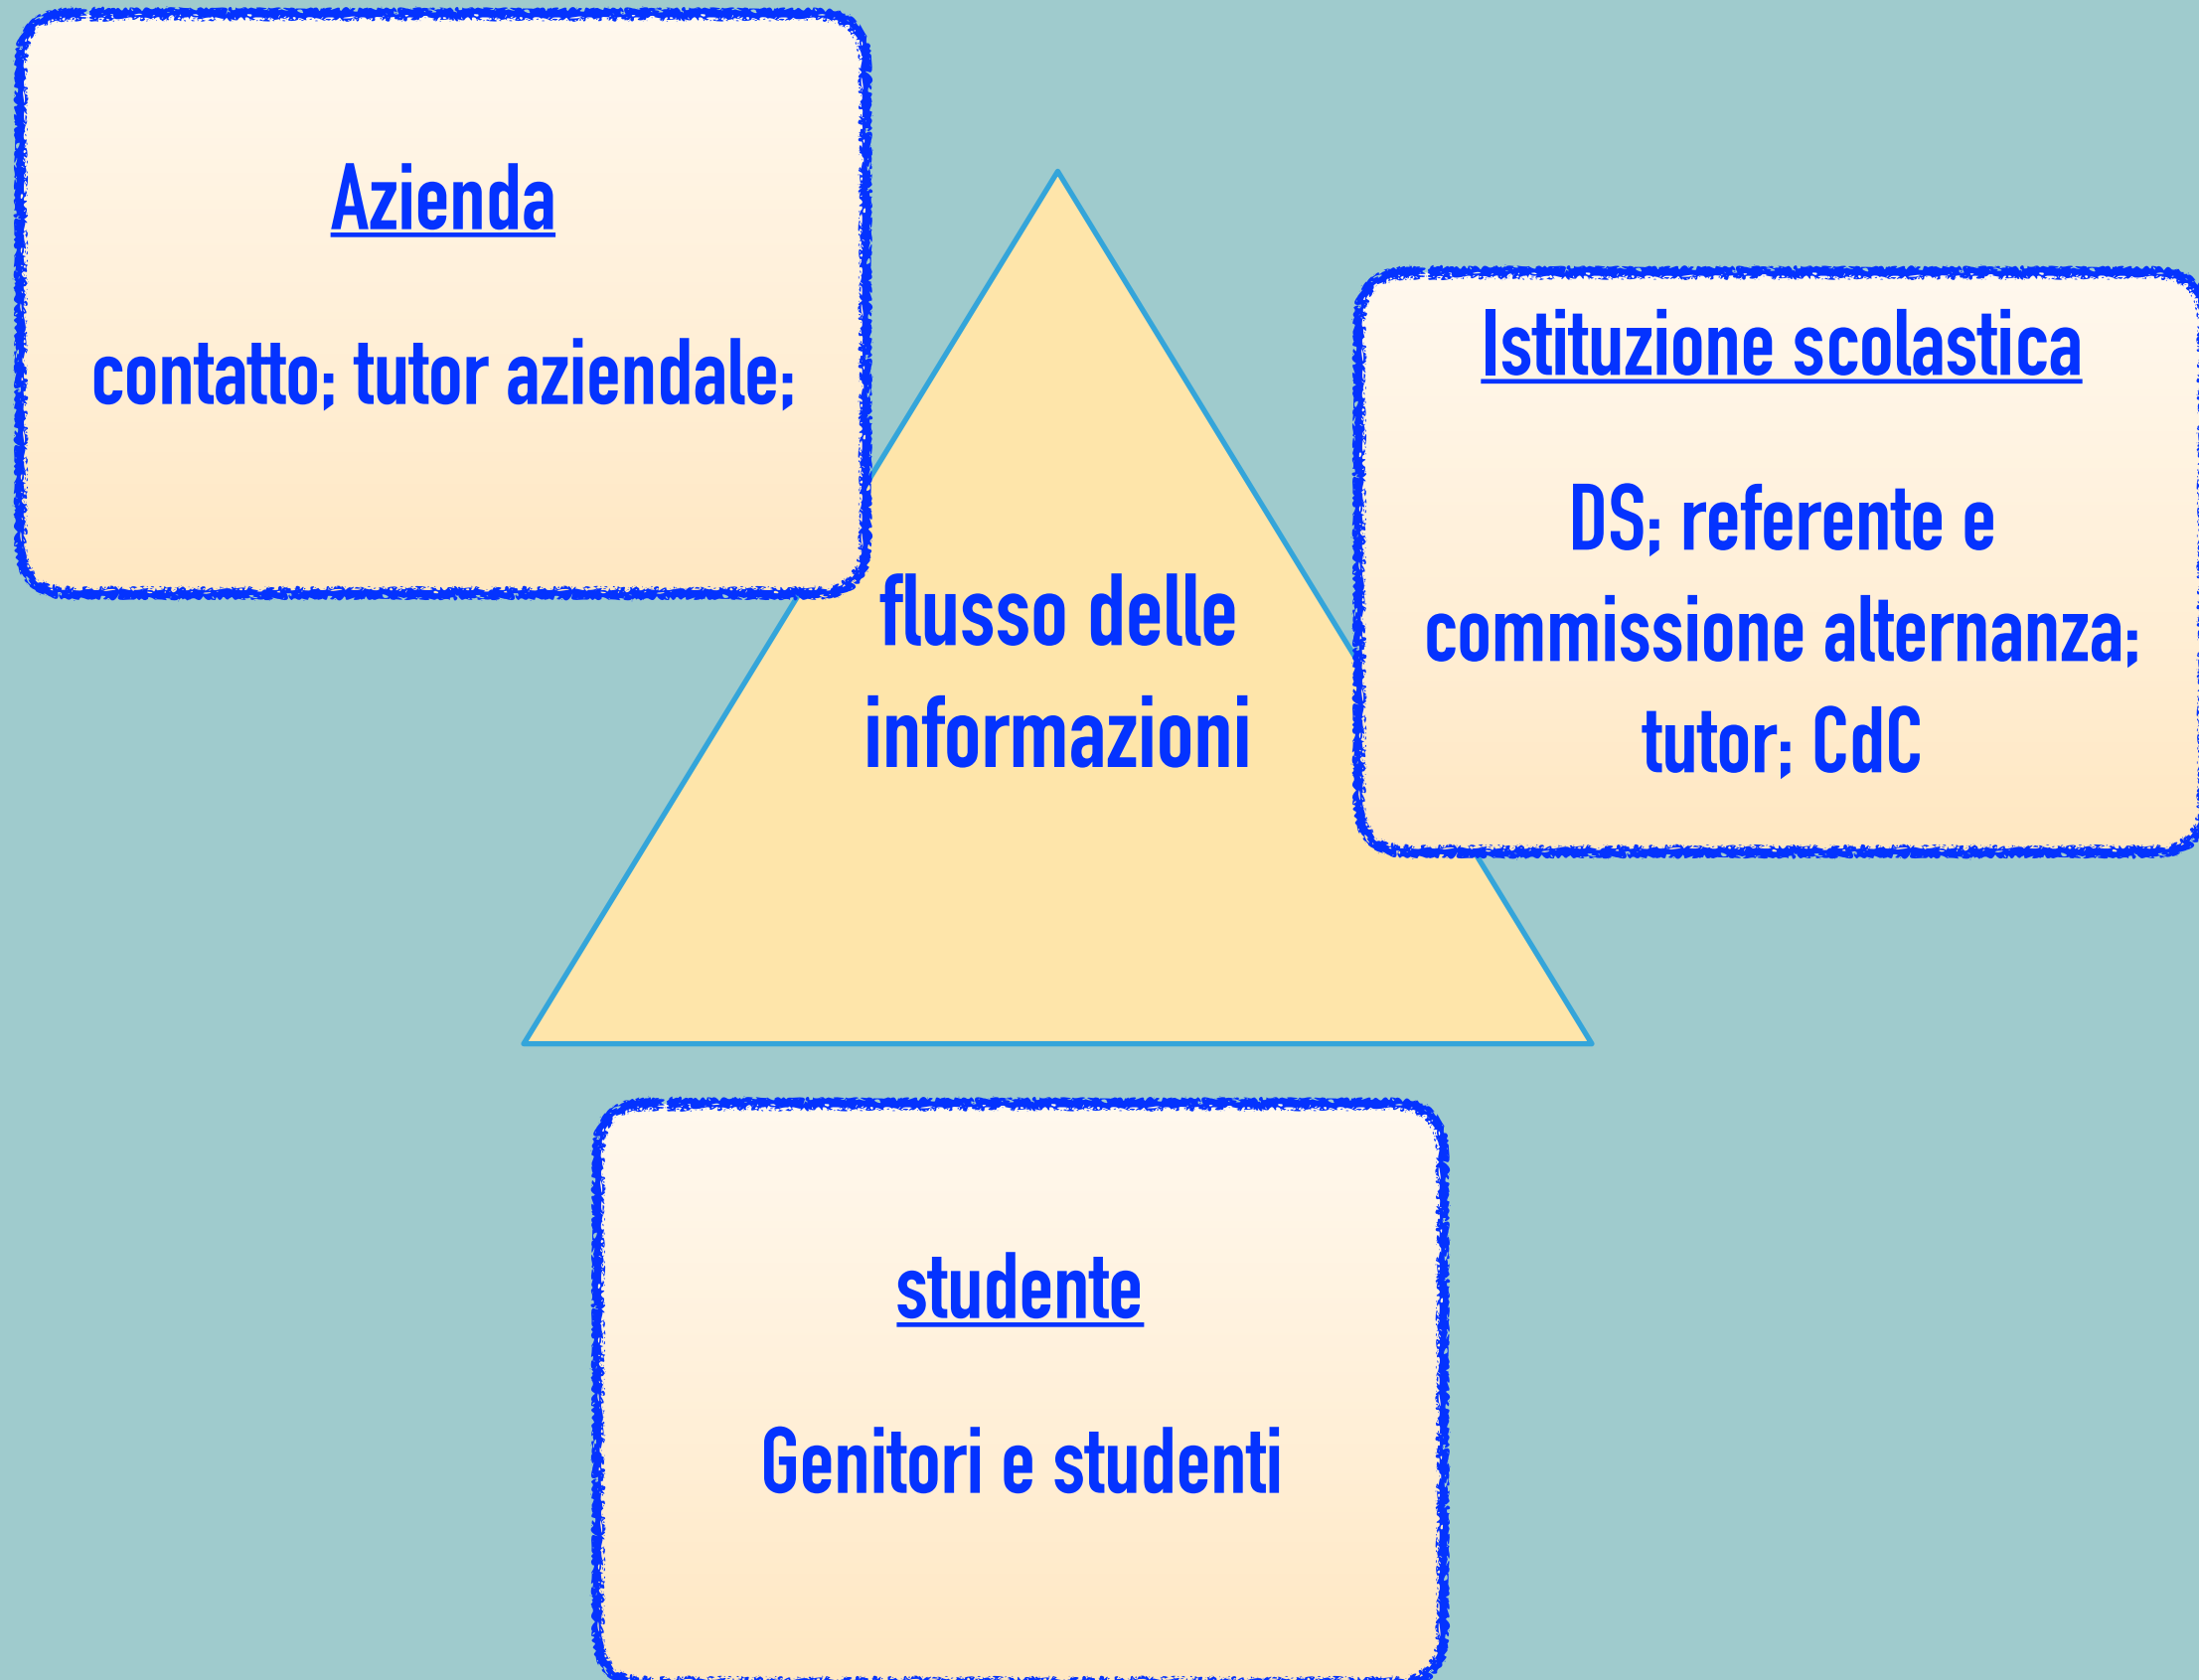 Azienda
contatto; tutor aziendale;
Istituzione scolastica
DS; referente e
commissione alternanza;
tutor; CdC
flusso delle
informazioni
studente
Genitori e studenti